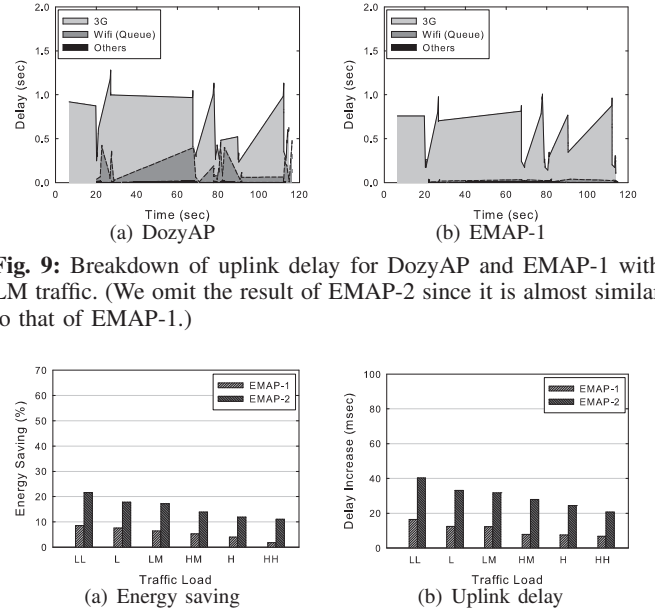 2.0
1.5
1.0
0.5
0.0
Delay (sec)
3G
Wifi (Queue)
Others
0 20 40 60 80 100 120
Time (sec)
(a) DozyAP
2.0
1.5
1.0
0.5
0.0
Delay (sec)
3G
Wifi (Queue)
Others
0 20 40 60 80 100 120
Time (sec)
(b) EMAP-1
Fig. 9: Breakdown of uplink delay for DozyAP and EMAP-1 with
LM traffic. (We omit the result of EMAP-2 since it is almost similar
to that of EMAP-1.)
70
60
50
40
30
20
10
0
Energy Saving (%)
EMAP-1
EMAP-2
LL L LM HM H HH
Traffic Load
(a) Energy saving
100
80
60
40
20
0
Delay Increase (msec)
EMAP-1
EMAP-2
LL L LM HM H HH
Traffic Load
(b) Uplink delay